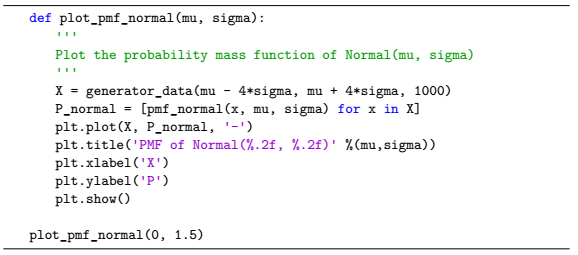 def plot_pmf_normal(mu, sigma):
    '''
    Plot the probability mass function of Normal(mu, sigma)
    '''
    X = generator_data(mu - 4*sigma, mu + 4*sigma, 1000)
    P_normal = [pmf_normal(x, mu, sigma) for x in X]
    plt.plot(X, P_normal, '-')
    plt.title('PMF of Normal(%.2f, %.2f)' %(mu,sigma))
    plt.xlabel('X')
    plt.ylabel('P')
    plt.show()

plot_pmf_normal(0, 1.5)